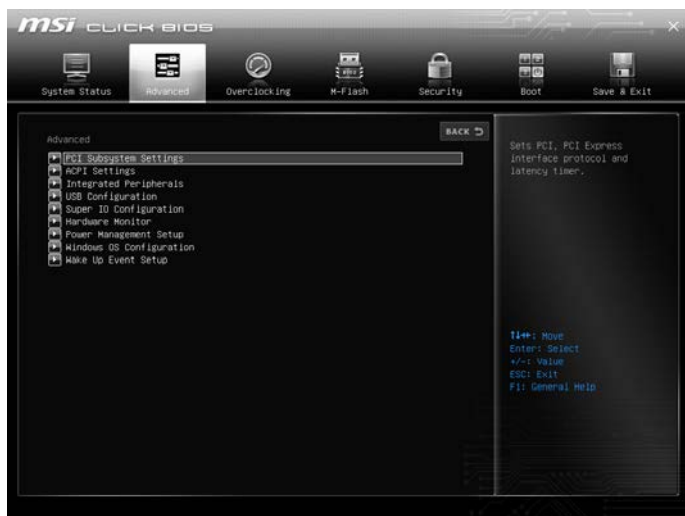 msi CLICK BIOS
×
System Status
Advanced
Overclocking
M-Flash
Security
Boot
Save & Exit
Advanced
BACK
PCI Subsystem Settings
ACPI Settings
Integrated Peripherals
USB Configuration
Super IO Configuration
Hardware Monitor
Power Management Setup
Windows OS Configuration
Wake Up Event Setup
Sets PCI, PCI Express
interface protocol and
latency timer.
↑↓←→: Move
Enter: Select
+/-: Value
ESC: Exit
F1: General Help